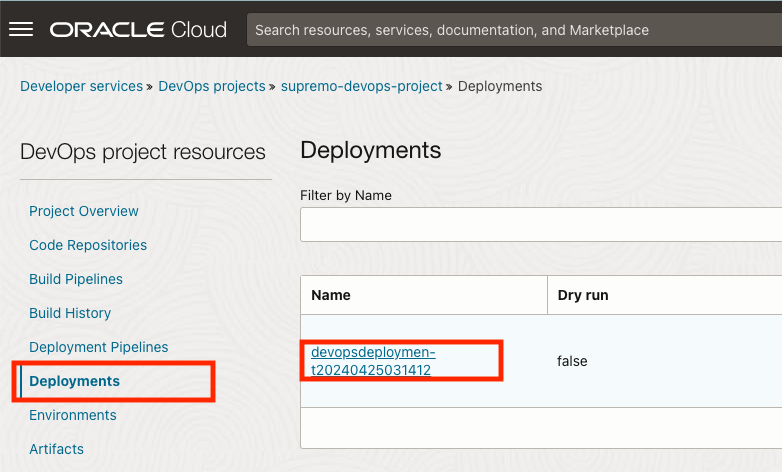 ORACLE Cloud
Search resources, services, documentation, and Marketplace
Developer services » DevOps projects » supremo-devops-project » Deployments
DevOps project resources
Project Overview
Code Repositories
Build Pipelines
Build History
Deployment Pipelines
Deployments
Environments
Artifacts
Deployments
Filter by Name
Name
Dry run
devopsdeploymen-
t20240425031412
false